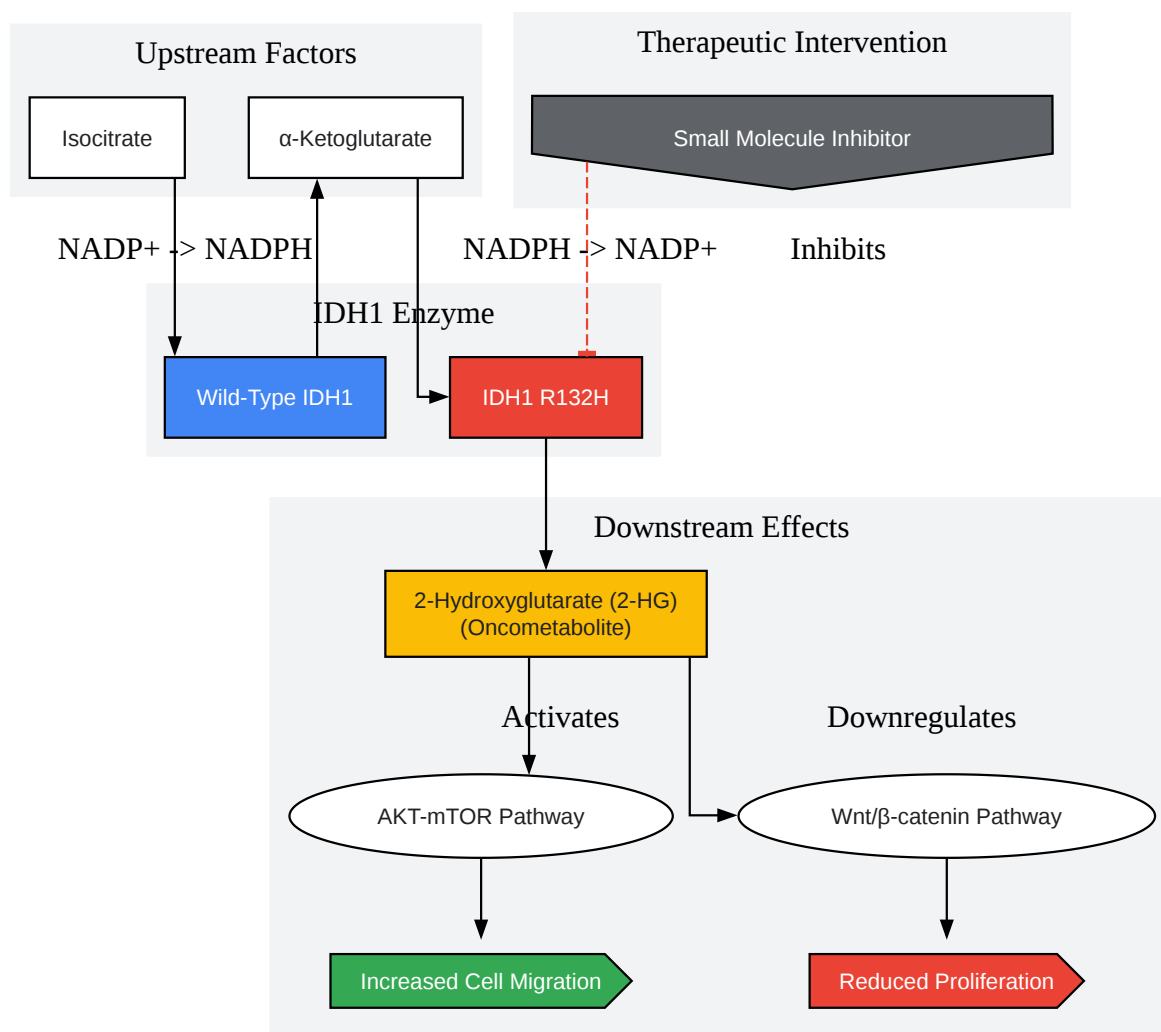 Upstream Factors
Therapeutic Intervention
Isocitrate
α-Ketoglutarate
Small Molecule Inhibitor
NADP+ -> NADPH
NADPH -> NADP+
Inhibits
IDH1 Enzyme
Wild-Type IDH1
IDH1 R132H
Downstream Effects
2-Hydroxyglutarate (2-HG)
(Oncometabolite)
Activates
Downregulates
AKT-mTOR Pathway
Wnt/β-catenin Pathway
Increased Cell Migration
Reduced Proliferation